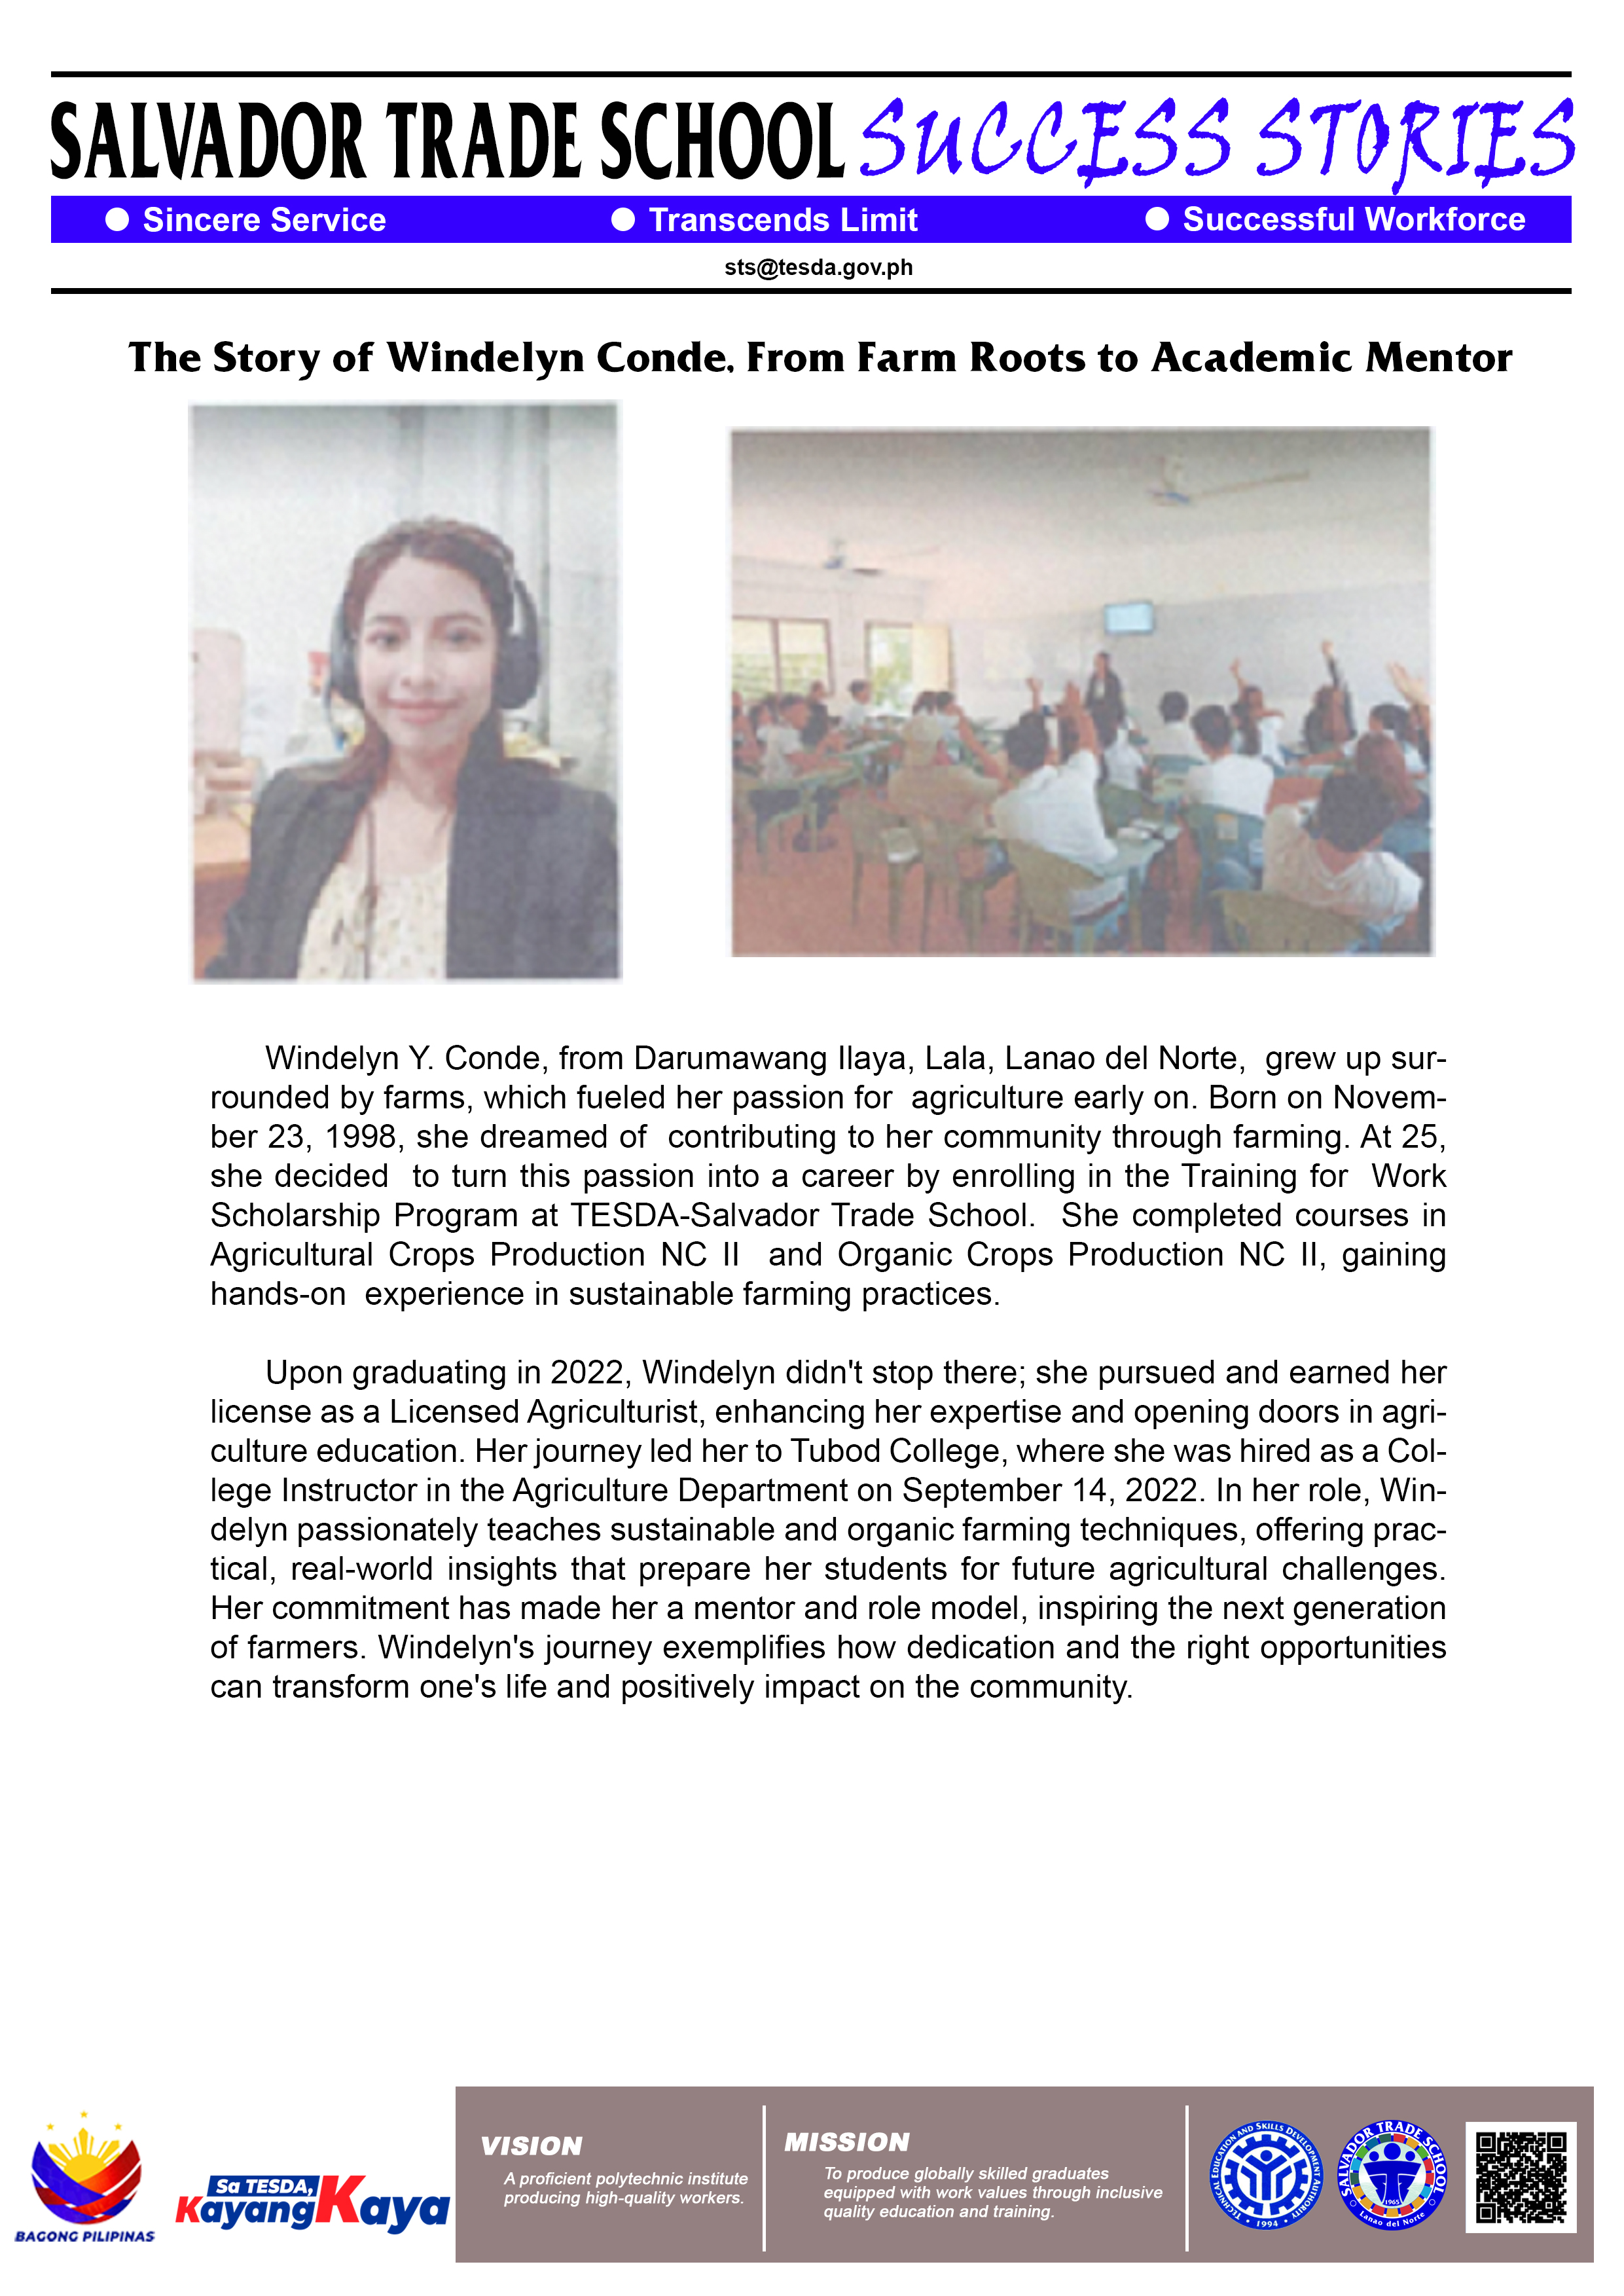 SALVADOR TRADE SCHOOL SUCCESS STORIES
● Sincere Service ● Transcends Limit ● Successful Workforce
sts@tesda.gov.ph
The Story of Windelyn Conde, From Farm Roots to Academic Mentor
Windelyn Y. Conde, from Darumawang Ilaya, Lala, Lanao del Norte, grew up sur-
rounded by farms, which fueled her passion for agriculture early on. Born on Novem-
ber 23, 1998, she dreamed of contributing to her community through farming. At 25,
she decided to turn this passion into a career by enrolling in the Training for Work
Scholarship Program at TESDA-Salvador Trade School. She completed courses in
Agricultural Crops Production NC II and Organic Crops Production NC II, gaining
hands-on experience in sustainable farming practices.
Upon graduating in 2022, Windelyn didn't stop there; she pursued and earned her
license as a Licensed Agriculturist, enhancing her expertise and opening doors in agri-
culture education. Her journey led her to Tubod College, where she was hired as a Col-
lege Instructor in the Agriculture Department on September 14, 2022. In her role, Win-
delyn passionately teaches sustainable and organic farming techniques, offering prac-
tical, real-world insights that prepare her students for future agricultural challenges.
Her commitment has made her a mentor and role model, inspiring the next generation
of farmers. Windelyn's journey exemplifies how dedication and the right opportunities
can transform one's life and positively impact on the community.
BAGONG PILIPINAS
Sa TESDA,
Kayang Kaya
VISION
A proficient polytechnic institute
producing high-quality workers.
MISSION
To produce globally skilled graduates
equipped with work values through inclusive
quality education and training.
TECHNICAL EDUCATION AND SKILLS DEVELOPMENT AUTHORITY
• 1994 •
SALVADOR TRADE SCHOOL
1965
Lanao del Norte